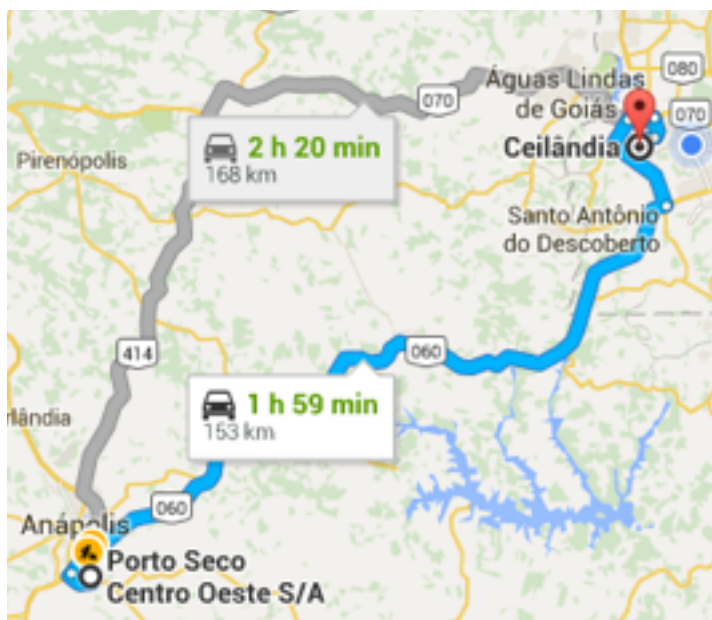 Águas Lindas
de Goiás
080
070
070
Ceilândia
2 h 20 min
168 km
Pirenópolis
Santo Antônio
do Descoberto
414
060
1 h 59 min
153 km
rlândia
060
Anápolis
Porto Seco
Centro Oeste S/A